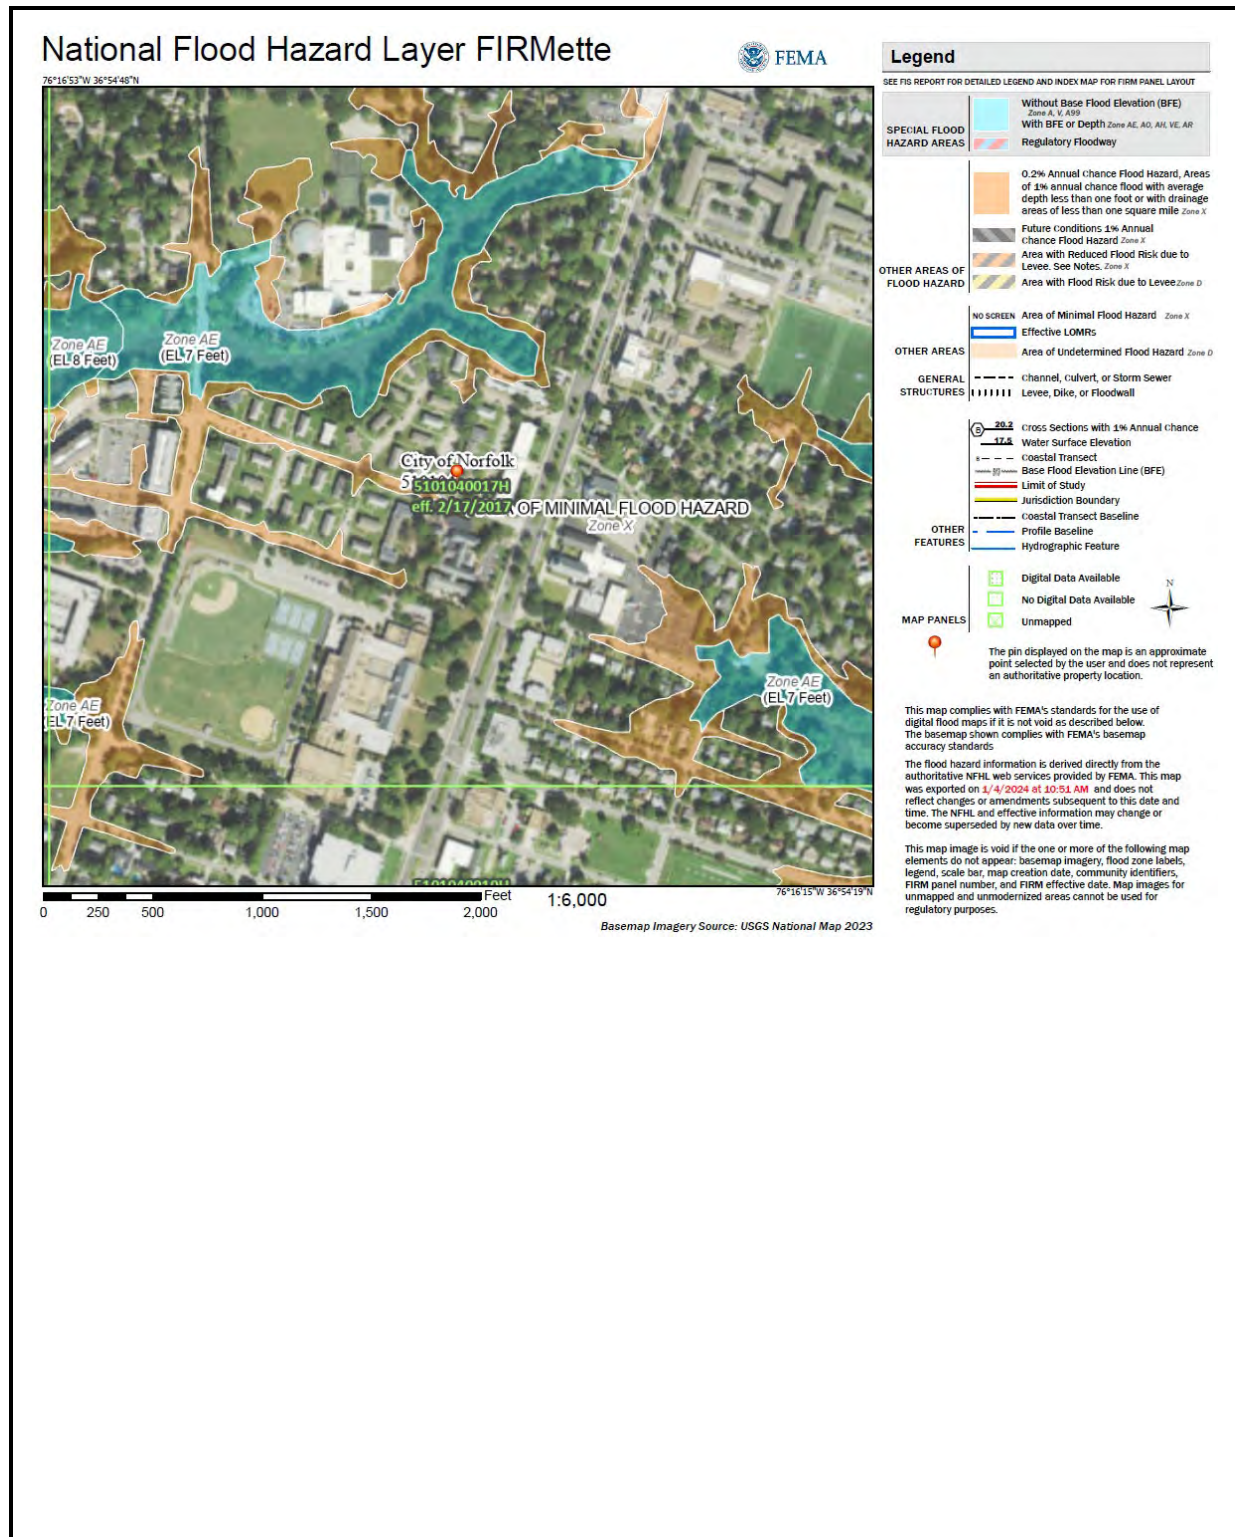 National Flood Hazard Layer FIRMette
FEMA
76°16'53"W 36°54'48"N
Zone AE
(EL 8 Feet)
Zone AE
(EL 7 Feet)
City of Norfolk
5101040017H
eff. 2/17/2017
OF MINIMAL FLOOD HAZARD
Zone X
Zone AE
(EL 7 Feet)
Zone AE
(EL 7 Feet)
76°16'15"W 36°54'19"N
Feet
1:6,000
0 250 500 1,000 1,500 2,000
Basemap Imagery Source: USGS National Map 2023
Legend
SEE FIS REPORT FOR DETAILED LEGEND AND INDEX MAP FOR FIRM PANEL LAYOUT
SPECIAL FLOOD
HAZARD AREAS
Without Base Flood Elevation (BFE)
Zone A, V, A99
With BFE or Depth Zone AE, AO, AH, VE, AR
Regulatory Floodway
0.2% Annual Chance Flood Hazard, Areas
of 1% annual chance flood with average
depth less than one foot or with drainage
areas of less than one square mile Zone X
Future Conditions 1% Annual
Chance Flood Hazard Zone X
Area with Reduced Flood Risk due to
Levee. See Notes. Zone X
Area with Flood Risk due to Levee Zone D
OTHER AREAS OF
FLOOD HAZARD
NO SCREEN Area of Minimal Flood Hazard Zone X
Effective LOMRs
OTHER AREAS
Area of Undetermined Flood Hazard Zone D
GENERAL
STRUCTURES
Channel, Culvert, or Storm Sewer
Levee, Dike, or Floodwall
B 20.2 Cross Sections with 1% Annual Chance
17.5 Water Surface Elevation
8 Coastal Transect
Base Flood Elevation Line (BFE)
Limit of Study
Jurisdiction Boundary
Coastal Transect Baseline
OTHER
FEATURES
Profile Baseline
Hydrographic Feature
Digital Data Available
No Digital Data Available
Unmapped
MAP PANELS
N
The pin displayed on the map is an approximate
point selected by the user and does not represent
an authoritative property location.
This map complies with FEMA's standards for the use of
digital flood maps if it is not void as described below.
The basemap shown complies with FEMA's basemap
accuracy standards
The flood hazard information is derived directly from the
authoritative NFHL web services provided by FEMA. This map
was exported on 1/4/2024 at 10:51 AM and does not
reflect changes or amendments subsequent to this date and
time. The NFHL and effective information may change or
become superseded by new data over time.
This map image is void if the one or more of the following map
elements do not appear: basemap imagery, flood zone labels,
legend, scale bar, map creation date, community identifiers,
FIRM panel number, and FIRM effective date. Map images for
unmapped and unmodernized areas cannot be used for
regulatory purposes.